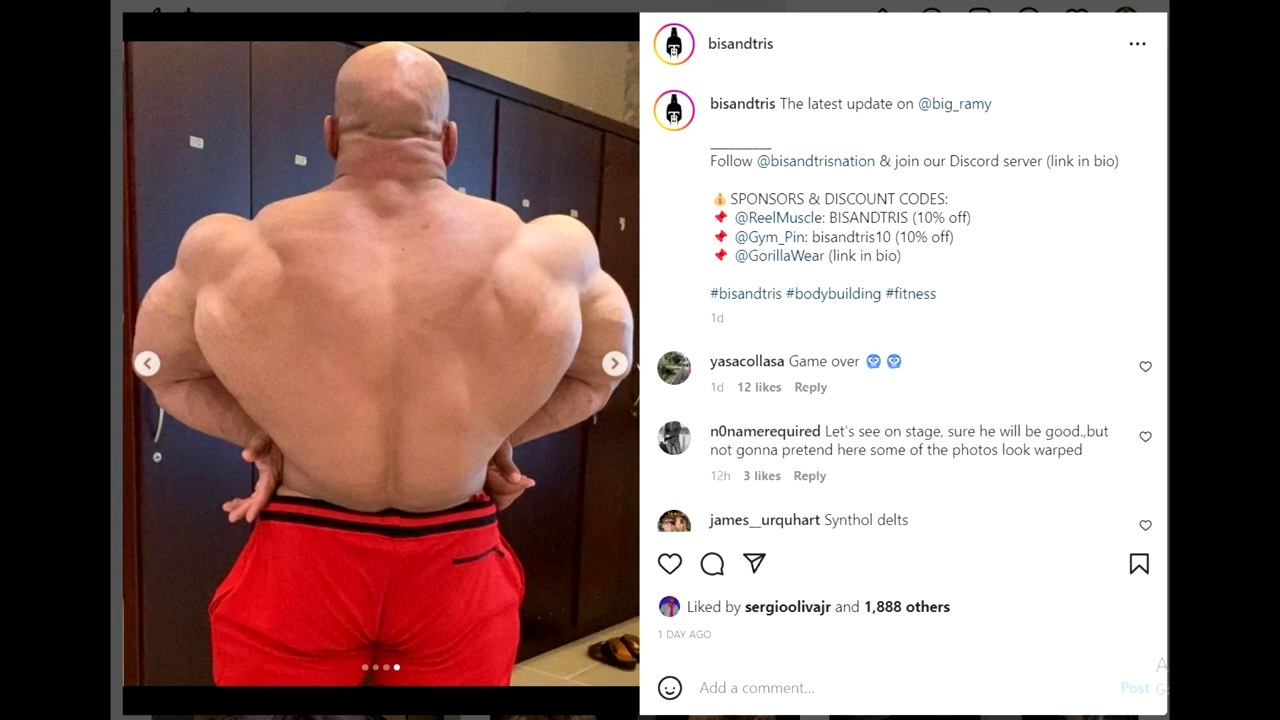 bisandtris
bisandtris The latest update on @big_ramy
__________
Follow @bisandtrisnation & join our Discord server (link in bio)
SPONSORS & DISCOUNT CODES:
@ReelMuscle: BISANDTRIS (10% off)
@Gym_Pin: bisandtris10 (10% off)
@GorillaWear (link in bio)
#bisandtris #bodybuilding #fitness
1d
yasacollasa Game over 🥶 🥶
1d 12 likes Reply
n0namerequired Let's see on stage, sure he will be good.,but
not gonna pretend here some of the photos look warped
12h 3 likes Reply
james__urquhart Synthol delts
Liked by sergioolivajr and 1,888 others
1 DAY AGO
Add a comment... Post